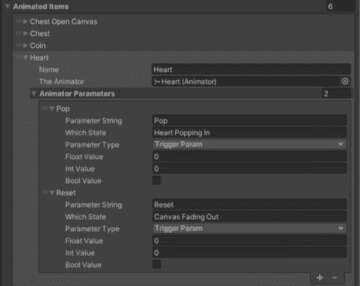 Animated Items 6
Chest Open Canvas
Chest
Coin
Heart
Name Heart
The Animator Heart (Animator)
Animator Parameters 2
Pop
Parameter String Pop
Which State Heart Popping In
Parameter Type Trigger Param
Float Value 0
Int Value 0
Bool Value
Reset
Parameter String Reset
Which State Canvas Fading Out
Parameter Type Trigger Param
Float Value 0
Int Value 0
Bool Value
+ −